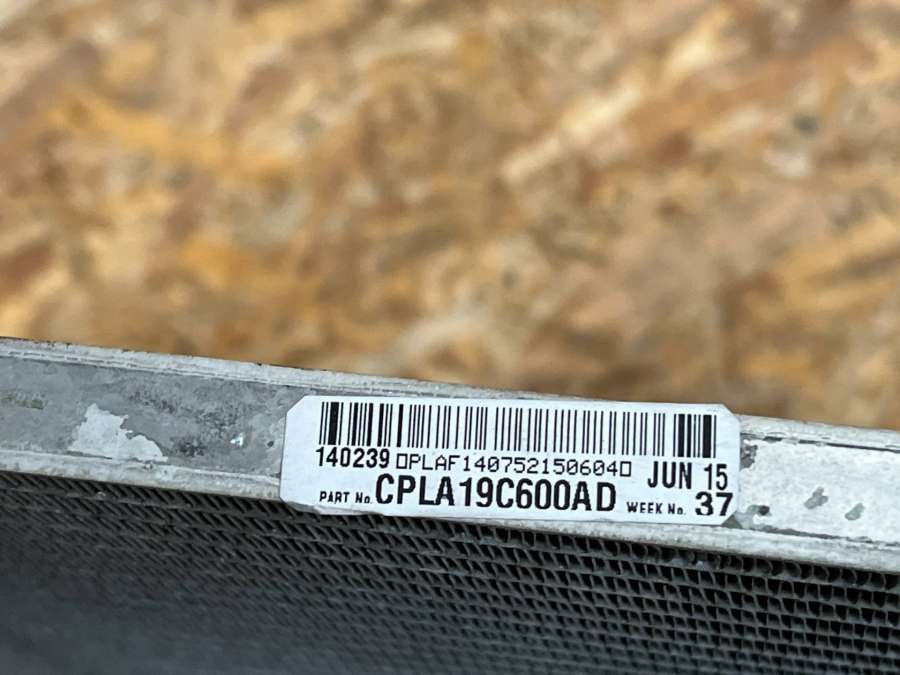 140239 ▯PLAF140752150604▯ JUN 15
PART No. CPLA19C600AD WEEK No. 37